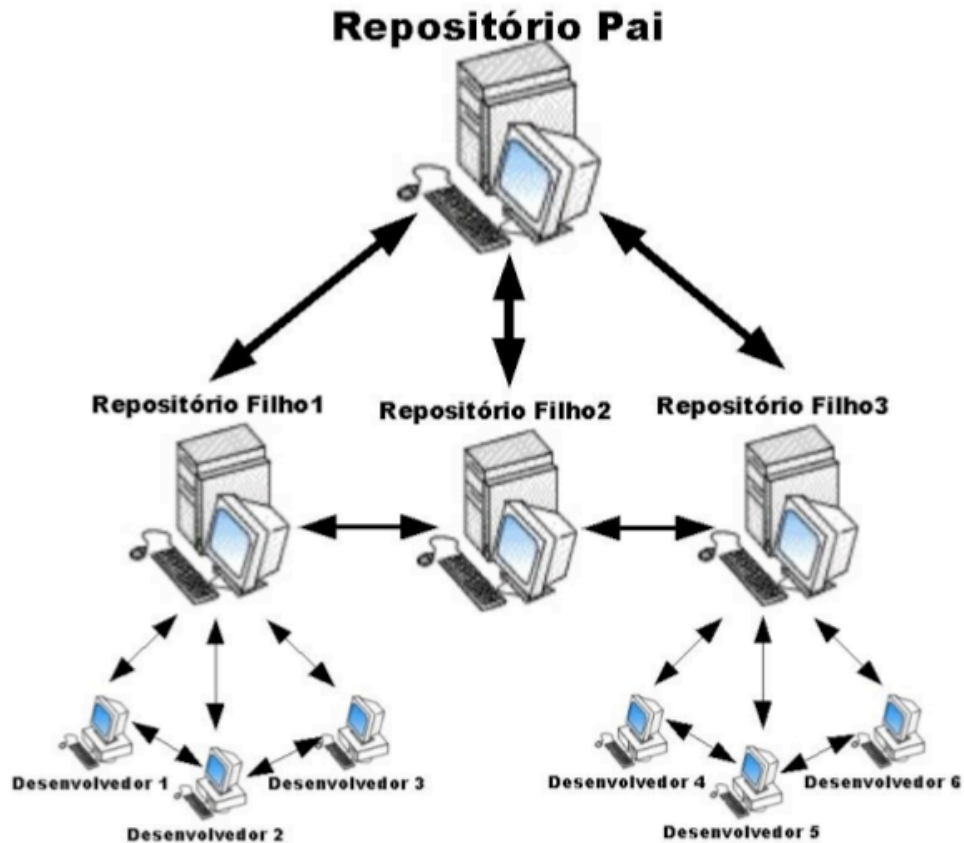 Repositório Pai
Repositório Filho1
Repositório Filho2
Repositório Filho3
Desenvolvedor 1
Desenvolvedor 2
Desenvolvedor 3
Desenvolvedor 4
Desenvolvedor 5
Desenvolvedor 6